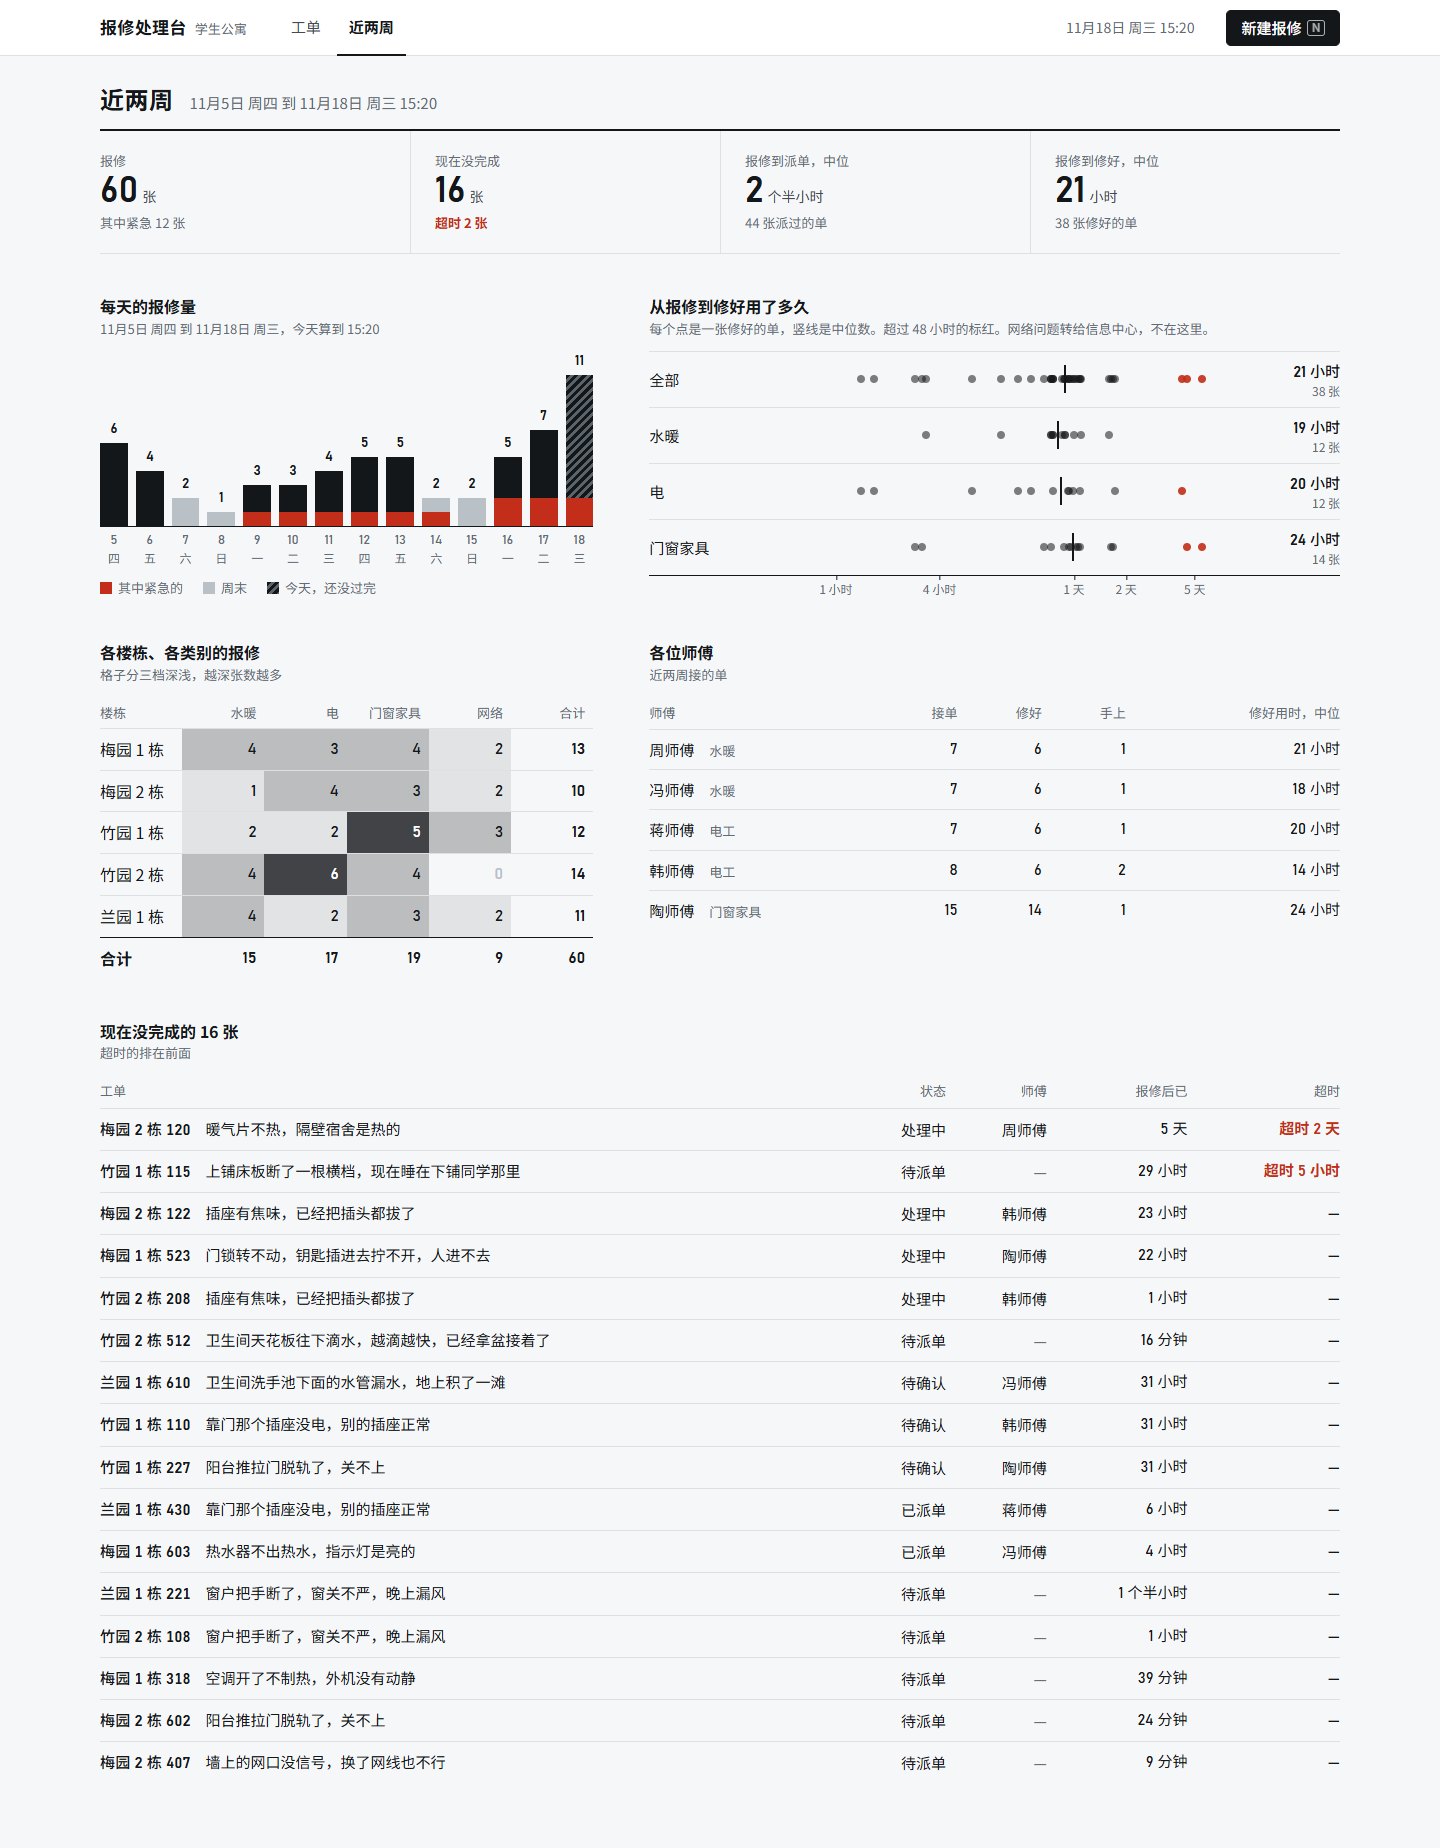 报修处理台 学生公寓 工单 近两周 11月18日 周三 15:20 新建报修 N
近两周 11月5日 周四 到 11月18日 周三 15:20
报修 现在没完成 报修到派单，中位 报修到修好，中位
60 张 16 张 2 个半小时 21 小时
其中紧急 12 张 超时 2 张 44 张派过的单 38 张修好的单
每天的报修量
11月5日 周四 到 11月18日 周三，今天算到 15:20
6 4 2 1 3 3 4 5 5 2 2 5 7 11
5 6 7 8 9 10 11 12 13 14 15 16 17 18
四 五 六 日 一 二 三 四 五 六 日 一 二 三
其中紧急的 周末 今天，还没过完
从报修到修好用了多久
每个点是一张修好的单，竖线是中位数。超过 48 小时的标红。网络问题转给信息中心，不在这里。
全部 21 小时
38 张
水暖 19 小时
12 张
电 20 小时
12 张
门窗家具 24 小时
14 张
1 小时 4 小时 1 天 2 天 5 天
各楼栋、各类别的报修
格子分三档深浅，越深张数越多
楼栋 水暖 电 门窗家具 网络 合计
梅园 1 栋 4 3 4 2 13
梅园 2 栋 1 4 3 2 10
竹园 1 栋 2 2 5 3 12
竹园 2 栋 4 6 4 0 14
兰园 1 栋 4 2 3 2 11
合计 15 17 19 9 60
各位师傅
近两周接的单
师傅 接单 修好 手上 修好用时，中位
周师傅 水暖 7 6 1 21 小时
冯师傅 水暖 7 6 1 18 小时
蒋师傅 电工 7 6 1 20 小时
韩师傅 电工 8 6 2 14 小时
陶师傅 门窗家具 15 14 1 24 小时
现在没完成的 16 张
超时的排在前面
工单 状态 师傅 报修后已 超时
梅园 2 栋 120 暖气片不热，隔壁宿舍是热的 处理中 周师傅 5 天 超时 2 天
竹园 1 栋 115 上铺床板断了一根横档，现在睡在下铺同学那里 待派单 — 29 小时 超时 5 小时
梅园 2 栋 122 插座有焦味，已经把插头都拔了 处理中 韩师傅 23 小时 —
梅园 1 栋 523 门锁转不动，钥匙插进去拧不开，人进不去 处理中 陶师傅 22 小时 —
竹园 2 栋 208 插座有焦味，已经把插头都拔了 处理中 韩师傅 1 小时 —
竹园 2 栋 512 卫生间天花板往下滴水，越滴越快，已经拿盆接着了 待派单 — 16 分钟 —
兰园 1 栋 610 卫生间洗手池下面的水管漏水，地上积了一滩 待确认 冯师傅 31 小时 —
竹园 1 栋 110 靠门那个插座没电，别的插座正常 待确认 韩师傅 31 小时 —
竹园 1 栋 227 阳台推拉门脱轨了，关不上 待确认 陶师傅 31 小时 —
兰园 1 栋 430 靠门那个插座没电，别的插座正常 已派单 蒋师傅 6 小时 —
梅园 1 栋 603 热水器不出热水，指示灯是亮的 已派单 冯师傅 4 小时 —
兰园 1 栋 221 窗户把手断了，窗关不严，晚上漏风 待派单 — 1 个半小时 —
竹园 2 栋 108 窗户把手断了，窗关不严，晚上漏风 待派单 — 1 小时 —
梅园 1 栋 318 空调开了不制热，外机没有动静 待派单 — 39 分钟 —
梅园 2 栋 602 阳台推拉门脱轨了，关不上 待派单 — 24 分钟 —
梅园 2 栋 407 墙上的网口没信号，换了网线也不行 待派单 — 9 分钟 —